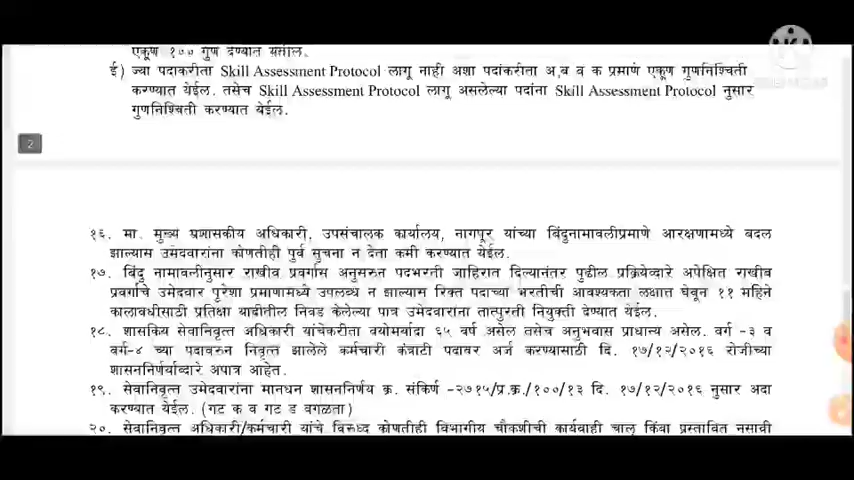 एकूण १७७ गुण देण्यात येतील.
ई) ज्या पदाकरीता Skill Assessment Protocol लागू नाही अशा पदांकरीता अ,ब व क प्रमाणे एकूण गुणनिश्चिती
करण्यात येईल. तसेच Skill Assessment Protocol लागू असलेल्या पदांना Skill Assessment Protocol नुसार
गुणनिश्चिती करण्यात येईल.
2
१६. मा. मुख्य प्रशासकीय अधिकारी, उपसंचालक कार्यालय, नागपूर यांच्या बिंदुनामावलीप्रमाणे आरक्षणामध्ये बदल
झाल्यास उमेदवारांना कोणतीही पुर्व सुचना न देता कमी करण्यात येईल.
१७. बिंदु नामावलीनुसार राखीव प्रवर्गास अनुसरुन पदभरती जाहिरात दिल्यानंतर पुढील प्रक्रियेव्दारे अपेक्षित राखीव
प्रवर्गाचे उमेदवार पूरेशा प्रमाणामध्ये उपलब्ध न झाल्यास रिक्त पदाच्या भरतीची आवश्यकता लक्षात घेवून ११ महिने
कालावधीसाठी प्रतिक्षा यादीतील निवड केलेल्या पात्र उमेदवारांना तात्पुरती नियुक्ती देण्यात येईल.
१८. शासकिय सेवानिवृत्त अधिकारी यांचेकरीता वयोमर्यादा ६५ वर्ष असेल तसेच अनुभवास प्राधान्य असेल. वर्ग -३ व
वर्ग-४ च्या पदावरुन निवृत्त झालेले कर्मचारी कंत्राटी पदावर अर्ज करण्यासाठी दि. १७/१२/२०१६ रोजीच्या
शासननिर्णर्याव्दारे अपात्र आहेत.
१९. सेवानिवृत्त उमेदवारांना मानधन शासननिर्णय क्र. संकिर्ण -२७१५/प्र.क्र./१००/१३ दि. १७/१२/२०१६ नुसार अदा
करण्यात येईल. (गट क व गट ड वगळता)
२०. सेवानिवृत्त अधिकारी/कर्मचारी यांचे विरुध्द कोणतीही विभागीय चौकशीची कार्यवाही चालू किंवा प्रस्तावित नसावी